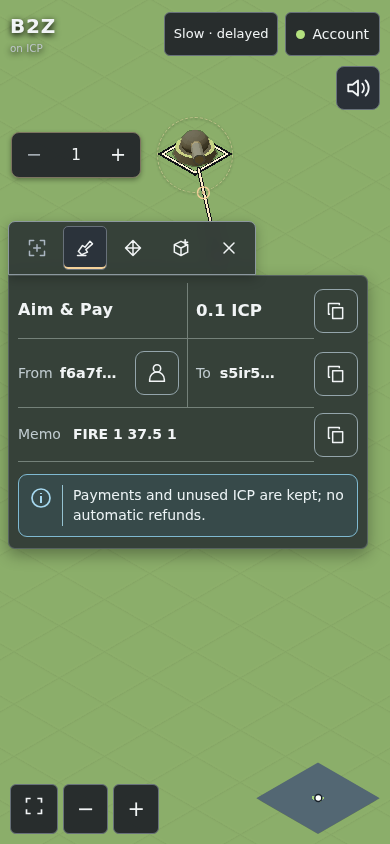 B2Z
on ICP
Slow · delayed
Account
− 1 +
Aim & Pay
0.1 ICP
From f6a7f...
To s5ir5...
Memo FIRE 1 37.5 1
Payments and unused ICP are kept; no
automatic refunds.
− +